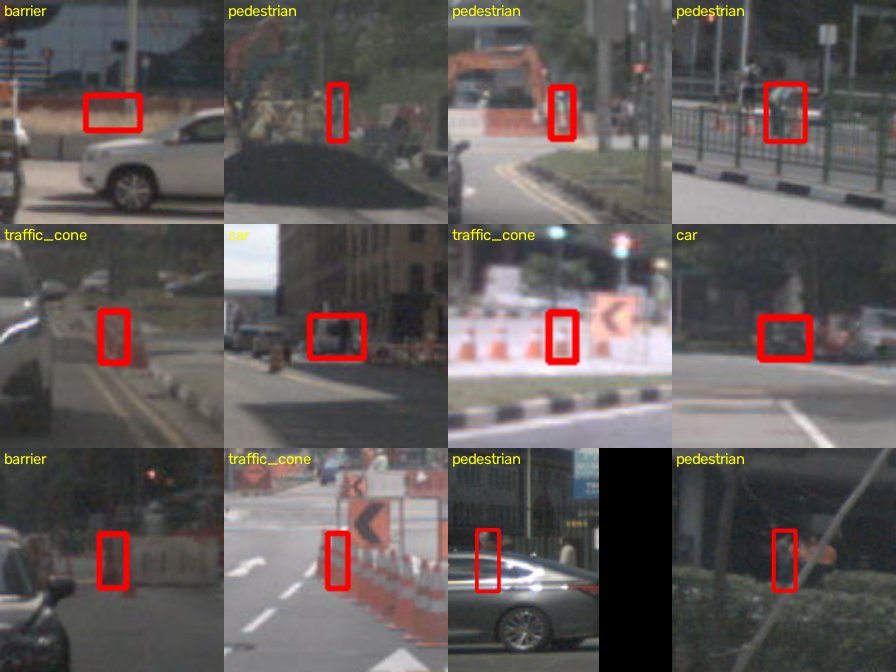 barrier
pedestrian
pedestrian
pedestrian
traffic_cone
car
traffic_cone
car
barrier
traffic_cone
pedestrian
pedestrian